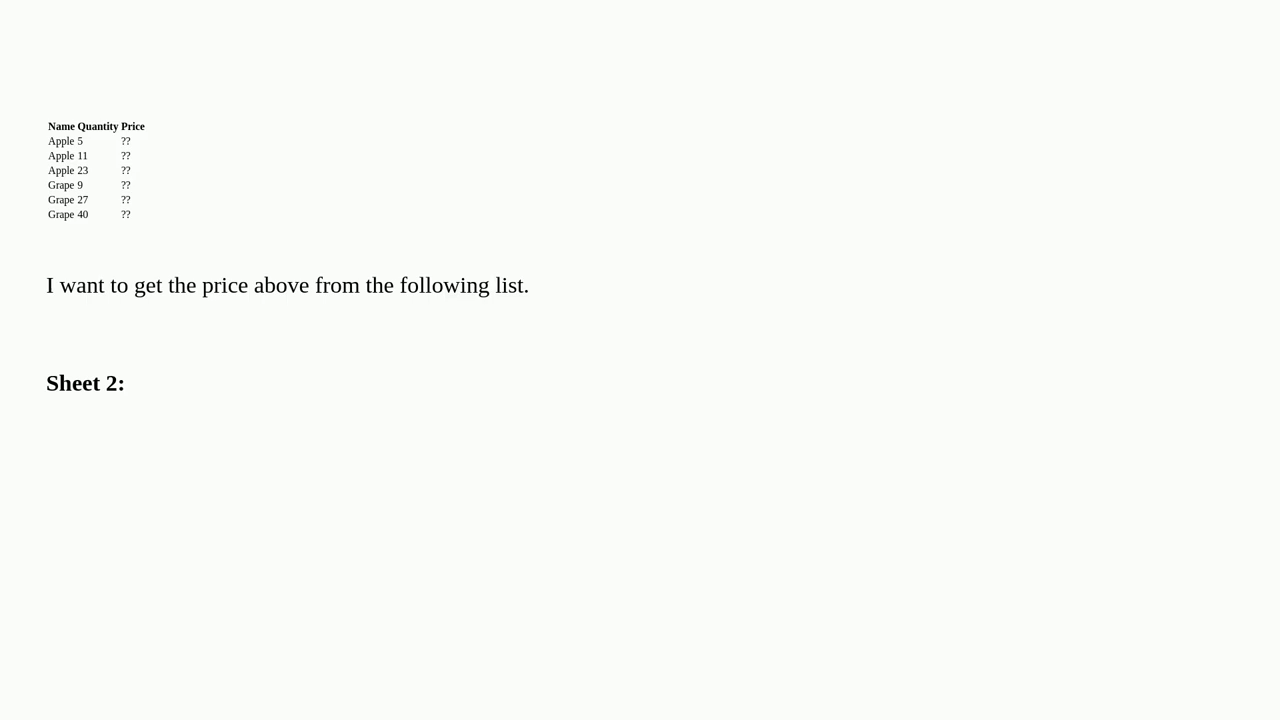 Name Quantity Price
Apple 5 ??
Apple 11 ??
Apple 23 ??
Grape 9 ??
Grape 27 ??
Grape 40 ??
I want to get the price above from the following list.
Sheet 2: